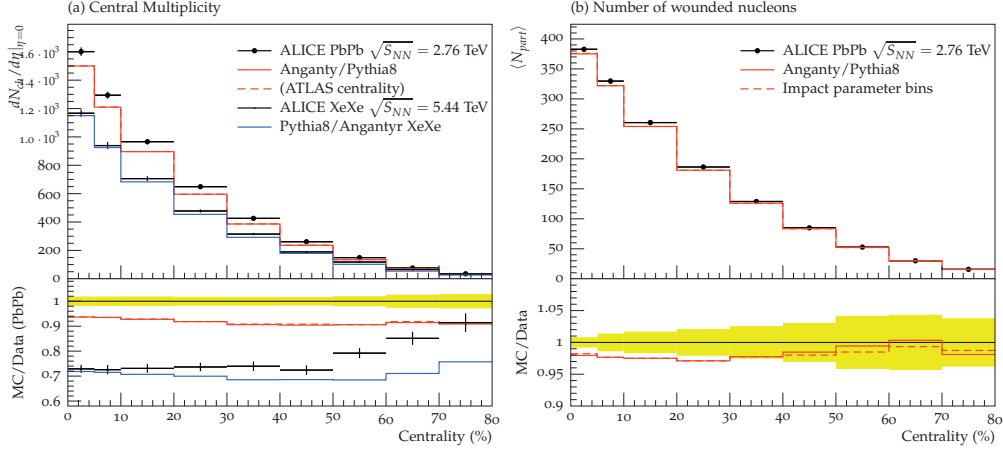 (a) Central Multiplicity
dN_ch/dη|η=0
ALICE PbPb √S_NN = 2.76 TeV
Anganty/Pythia8
(ATLAS centrality)
ALICE XeXe √S_NN = 5.44 TeV
Pythia8/Angantyr XeXe
1.6·10³
1.4·10³
1.2·10³
1.·10³
800
600
400
200
0
MC/Data (PbPb)
1
0.9
0.8
0.7
0.6
0 10 20 30 40 50 60 70 80
Centrality (%)
(b) Number of wounded nucleons
⟨N_part⟩
ALICE PbPb √S_NN = 2.76 TeV
Anganty/Pythia8
Impact parameter bins
400
350
300
250
200
150
100
50
0
MC/Data
1.05
1
0.95
0.9
0 10 20 30 40 50 60 70 80
Centrality (%)